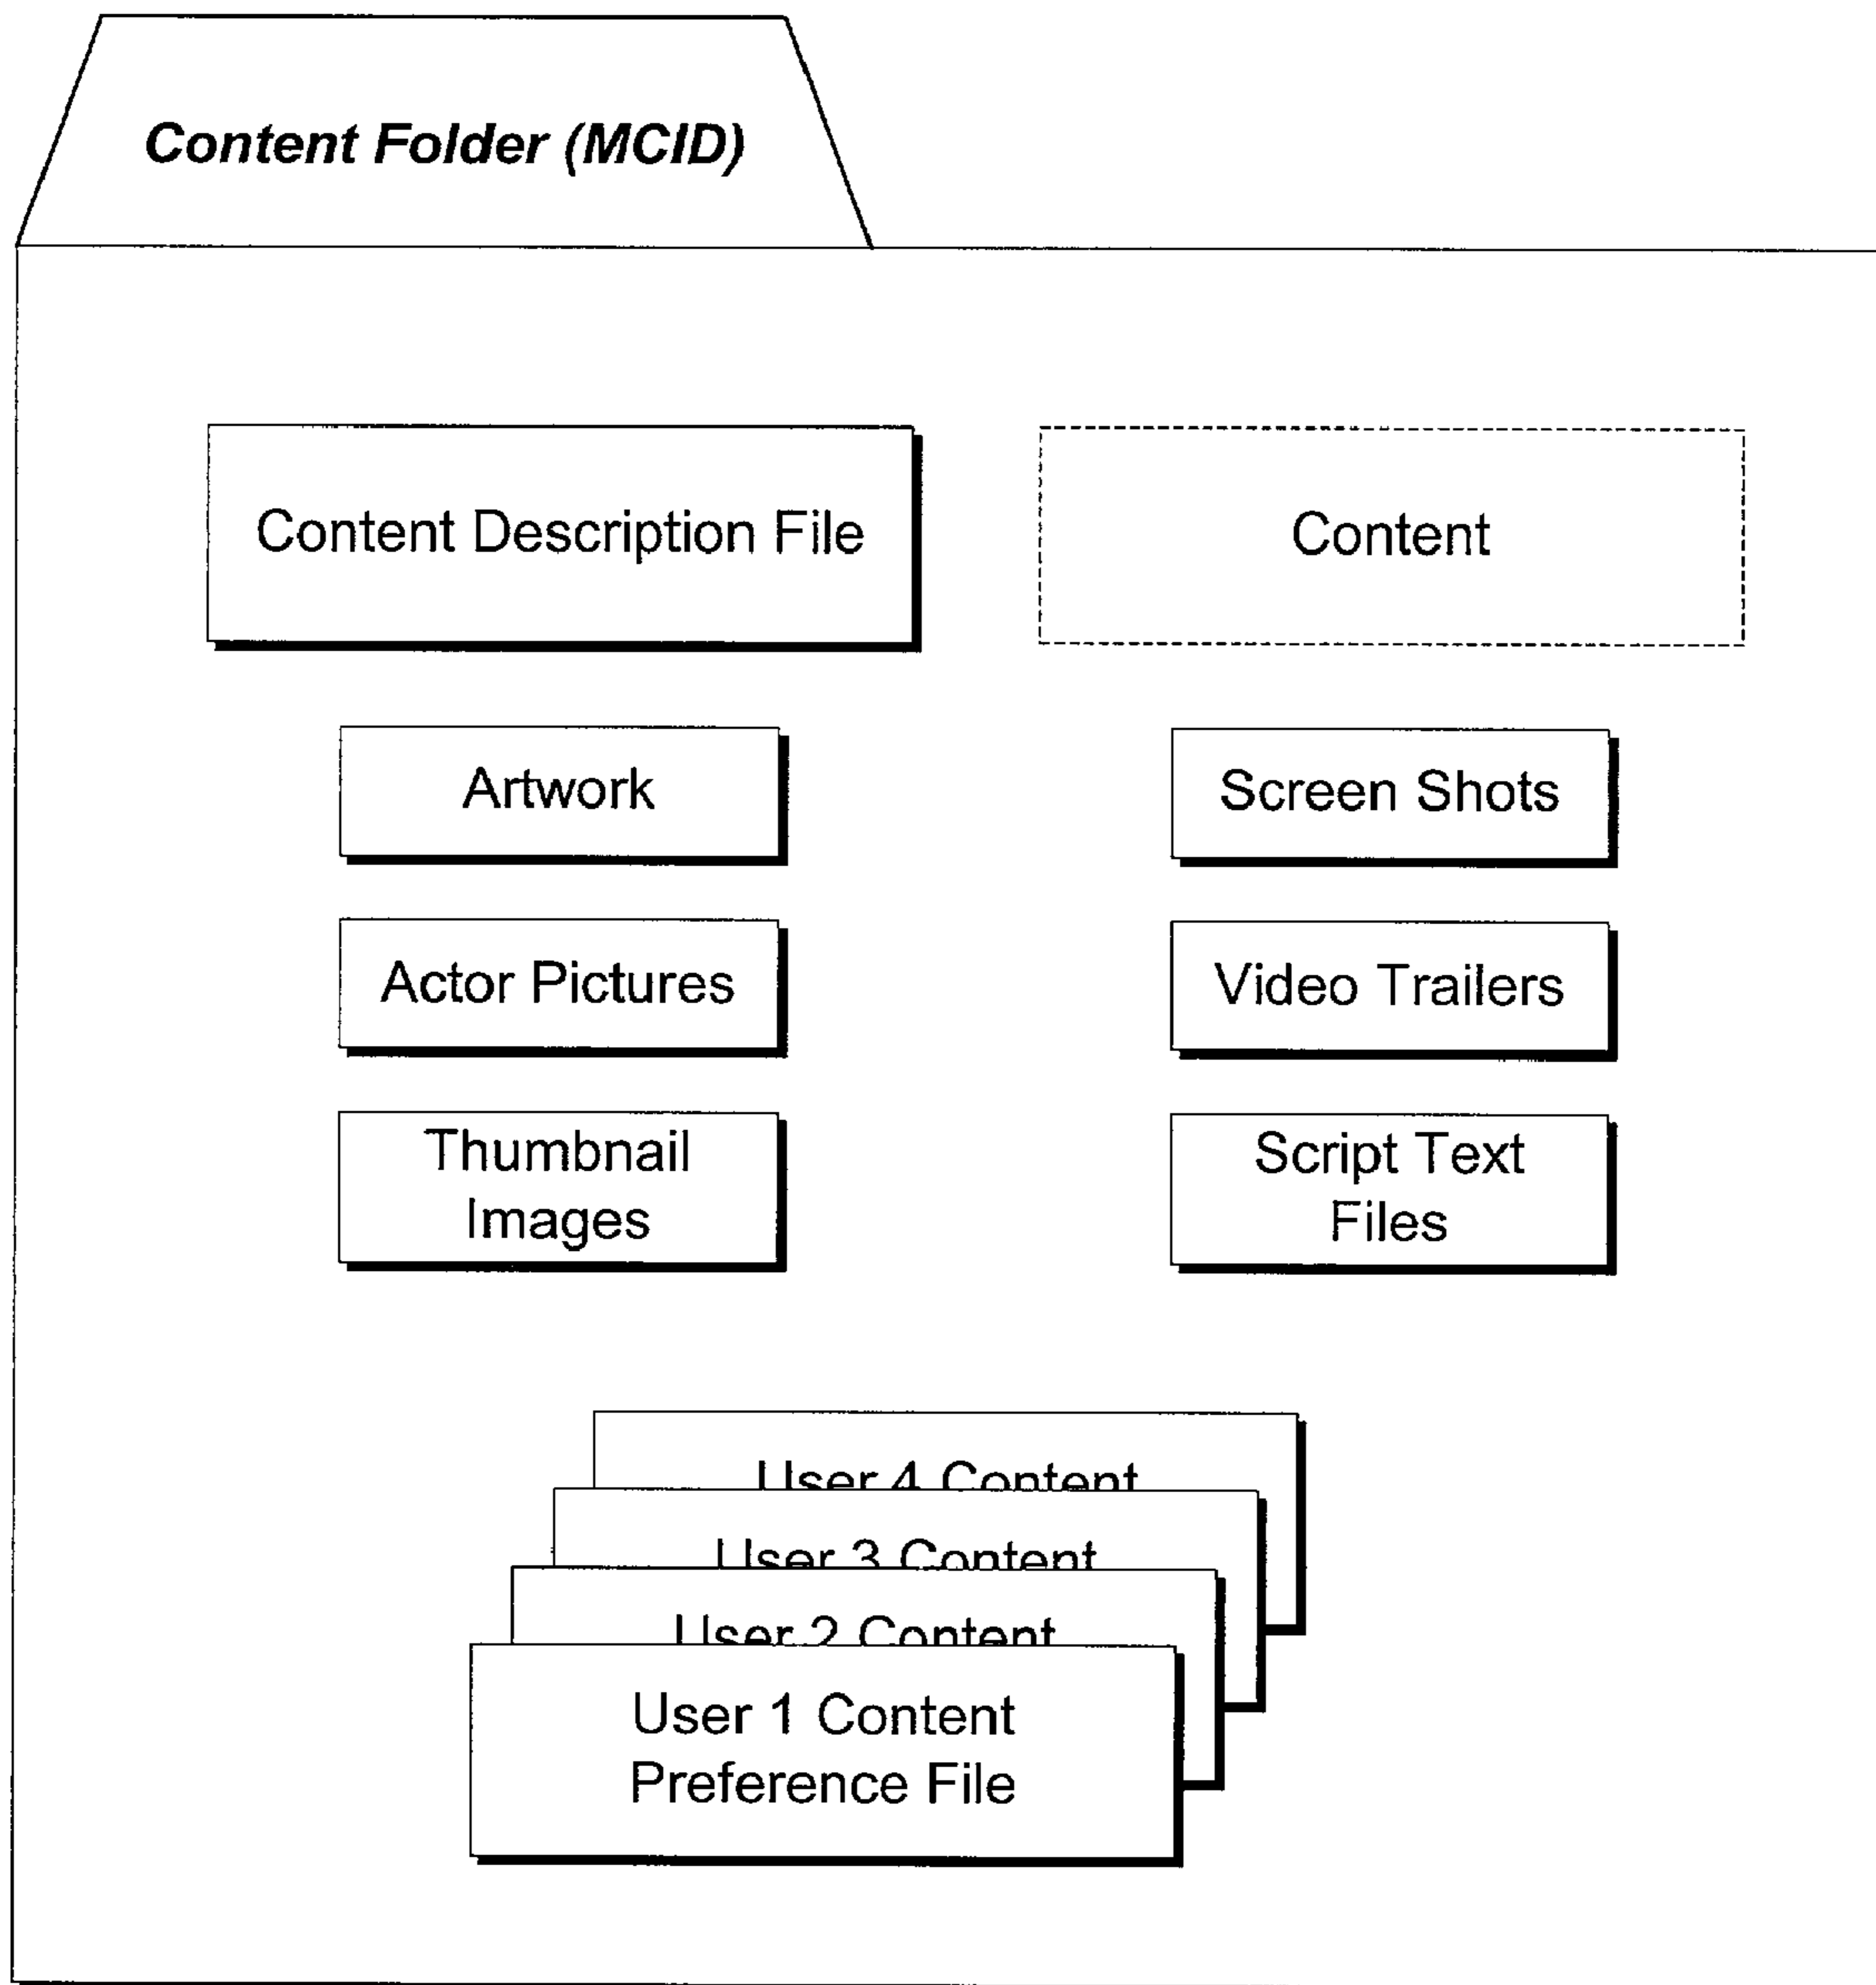 Content Folder (MCID)
Content Description File
Content
Artwork
Screen Shots
Actor Pictures
Video Trailers
Thumbnail
Images
Script Text
Files
User 4 Content
User 3 Content
User 2 Content
User 1 Content
Preference File